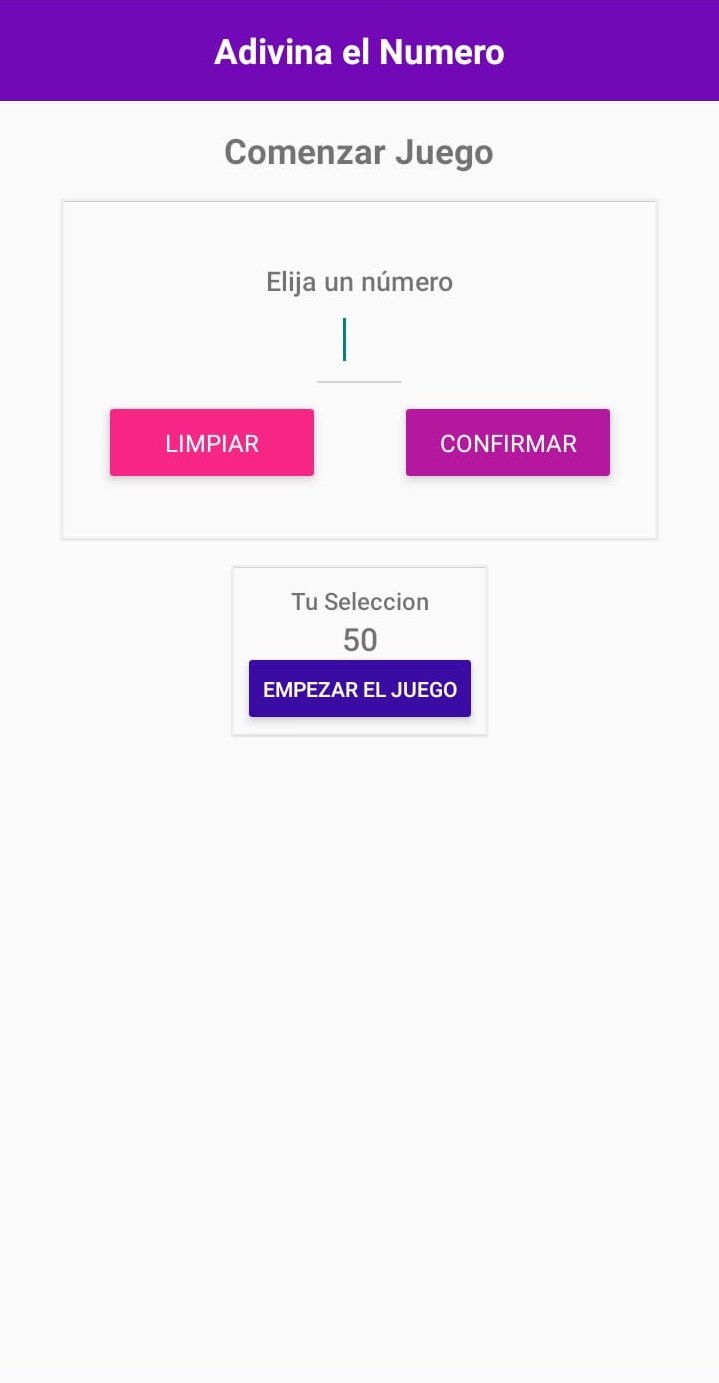 Adivina el Numero
Comenzar Juego
Elija un número
LIMPIAR
CONFIRMAR
Tu Seleccion
50
EMPEZAR EL JUEGO